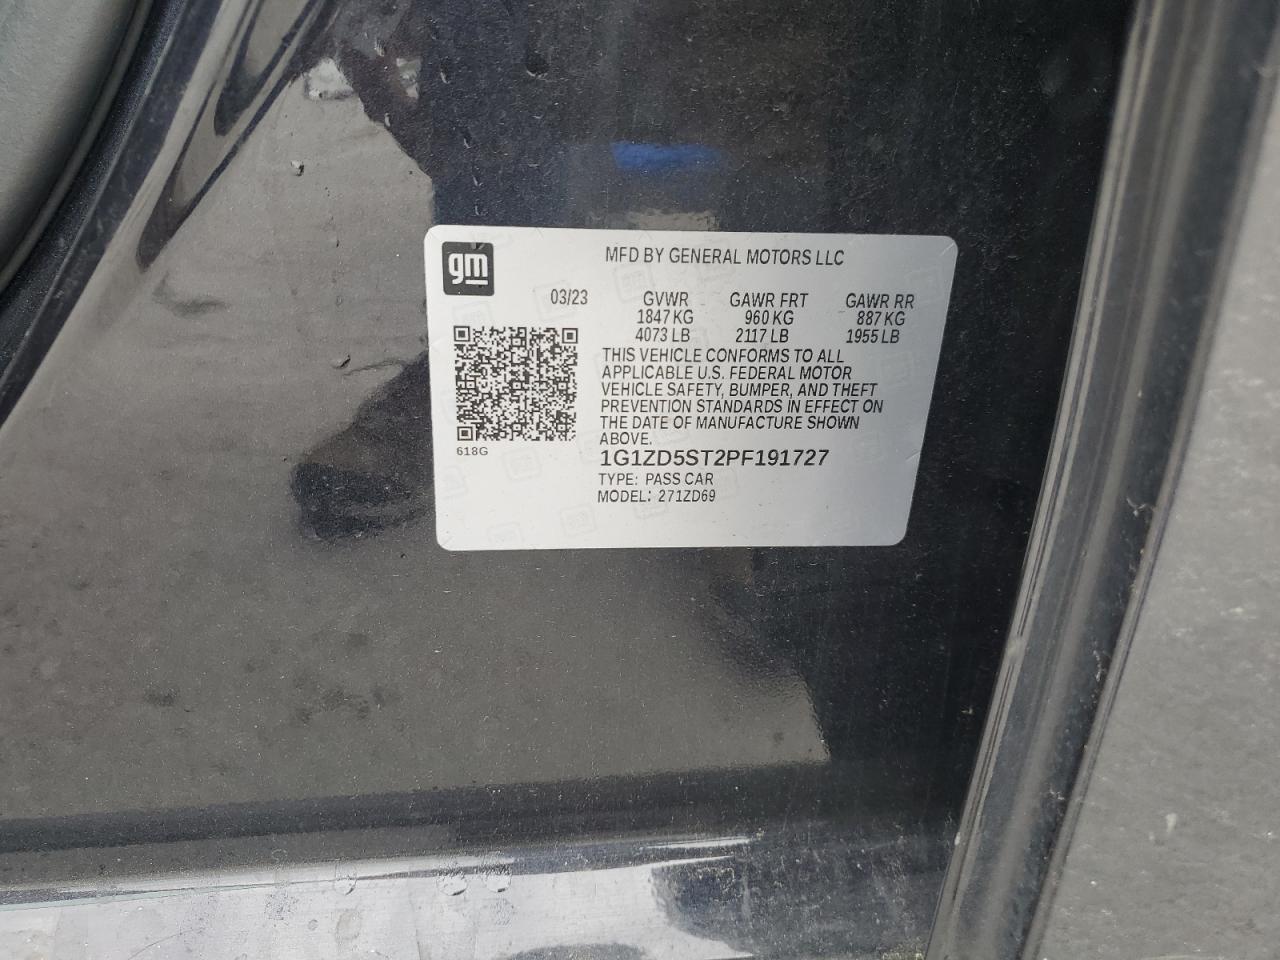 gm
MFD BY GENERAL MOTORS LLC
03/23 GVWR GAWR FRT GAWR RR
1847 KG 960 KG 887 KG
4073 LB 2117 LB 1955 LB
THIS VEHICLE CONFORMS TO ALL
APPLICABLE U.S. FEDERAL MOTOR
VEHICLE SAFETY, BUMPER, AND THEFT
PREVENTION STANDARDS IN EFFECT ON
THE DATE OF MANUFACTURE SHOWN
ABOVE.
618G
1G1ZD5ST2PF191727
TYPE: PASS CAR
MODEL: 271ZD69